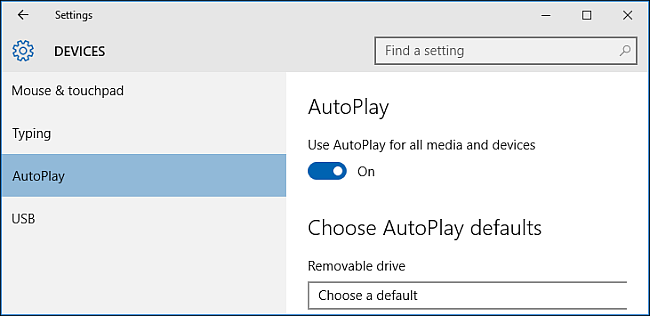 Settings
DEVICES
Find a setting
Mouse & touchpad
Typing
AutoPlay
USB
AutoPlay
Use AutoPlay for all media and devices
On
Choose AutoPlay defaults
Removable drive
Choose a default